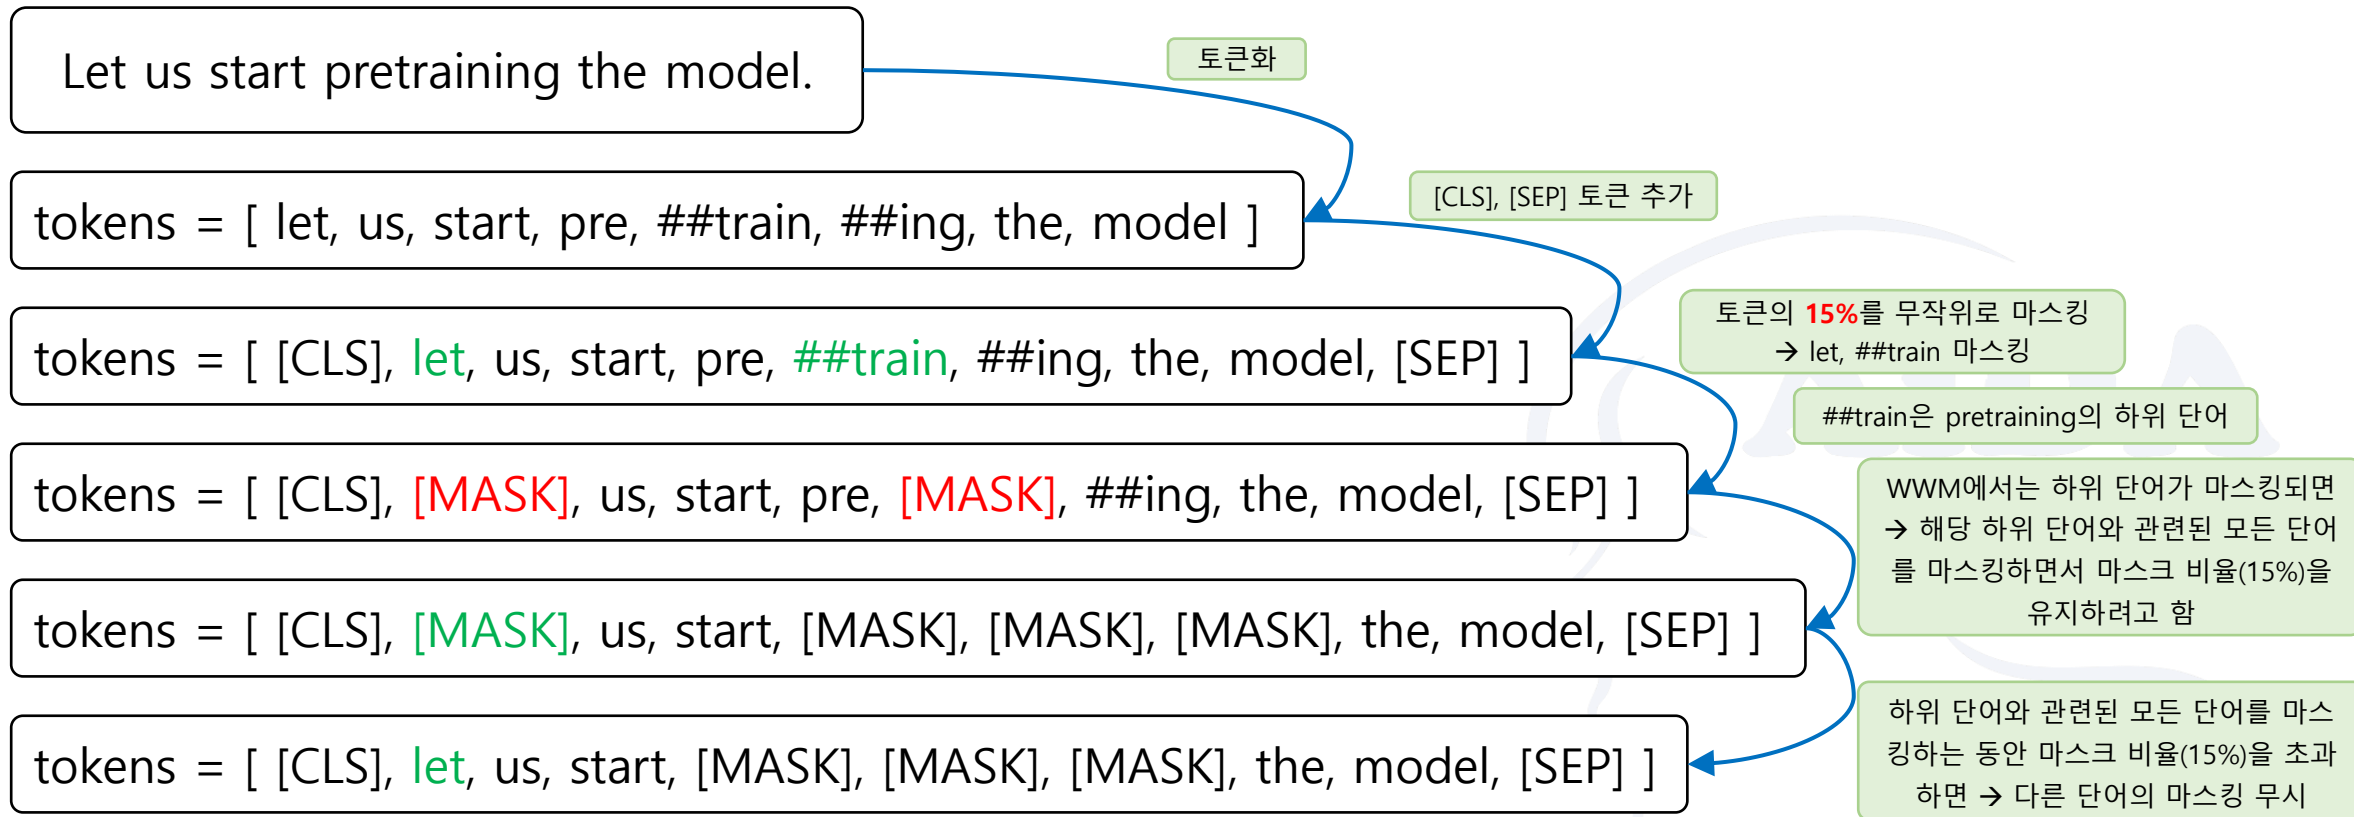 Let us start pretraining the model.
토큰화
tokens = [ let, us, start, pre, ##train, ##ing, the, model ]
[CLS], [SEP] 토큰 추가
tokens = [ [CLS], let, us, start, pre, ##train, ##ing, the, model, [SEP] ]
토큰의 15%를 무작위로 마스킹
→ let, ##train 마스킹
##train은 pretraining의 하위 단어
tokens = [ [CLS], [MASK], us, start, pre, [MASK], ##ing, the, model, [SEP] ]
WWM에서는 하위 단어가 마스킹되면
→ 해당 하위 단어와 관련된 모든 단어
를 마스킹하면서 마스크 비율(15%)을
유지하려고 함
tokens = [ [CLS], [MASK], us, start, [MASK], [MASK], [MASK], the, model, [SEP] ]
하위 단어와 관련된 모든 단어를 마스
킹하는 동안 마스크 비율(15%)을 초과
하면 → 다른 단어의 마스킹 무시
tokens = [ [CLS], let, us, start, [MASK], [MASK], [MASK], the, model, [SEP] ]